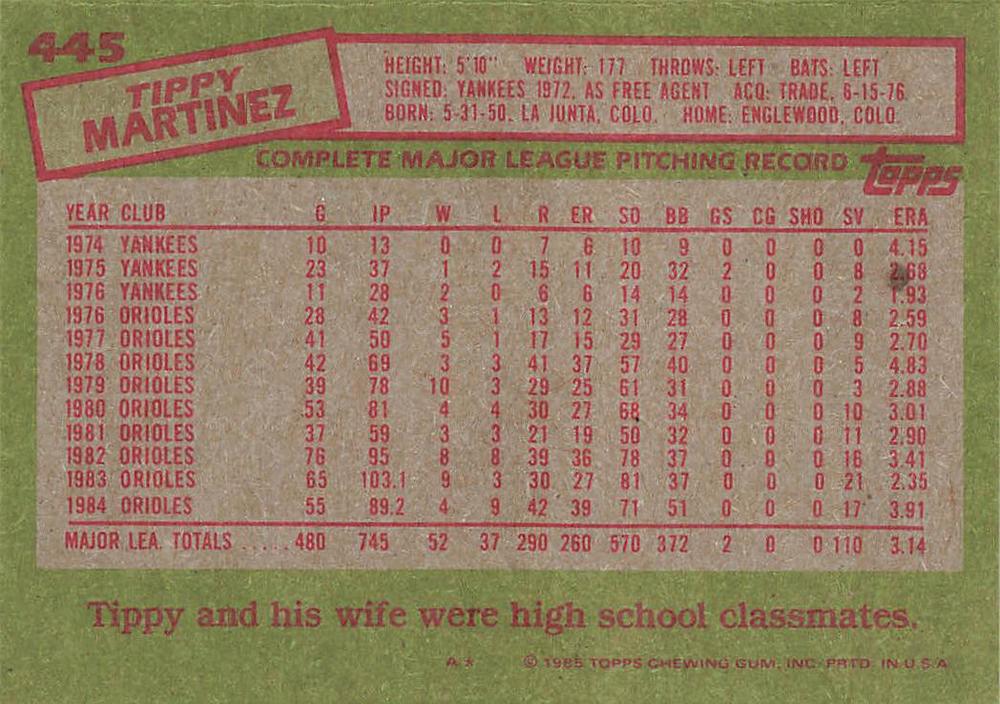 445
TIPPY
MARTINEZ
HEIGHT: 5'10" WEIGHT: 177 THROWS: LEFT BATS: LEFT
SIGNED: YANKEES 1972, AS FREE AGENT ACQ: TRADE, 6-15-76
BORN: 5-31-50, LA JUNTA, COLO. HOME: ENGLEWOOD, COLO.
COMPLETE MAJOR LEAGUE PITCHING RECORD
topps
YEAR CLUB G IP W L R ER SO BB GS CG SHO SV ERA
1974 YANKEES 10 13 0 0 7 6 10 9 0 0 0 0 4.15
1975 YANKEES 23 37 1 2 15 11 20 32 2 0 0 8 2.68
1976 YANKEES 11 28 2 0 6 6 14 14 0 0 0 2 1.93
1976 ORIOLES 28 42 3 1 13 12 31 28 0 0 0 8 2.59
1977 ORIOLES 41 50 5 1 17 15 29 27 0 0 0 9 2.70
1978 ORIOLES 42 69 3 3 41 37 57 40 0 0 0 5 4.83
1979 ORIOLES 39 78 10 3 29 25 61 31 0 0 0 3 2.88
1980 ORIOLES 53 81 4 4 30 27 68 34 0 0 0 10 3.01
1981 ORIOLES 37 59 3 3 21 19 50 32 0 0 0 11 2.90
1982 ORIOLES 76 95 8 8 39 36 78 37 0 0 0 16 3.41
1983 ORIOLES 65 103.1 9 3 30 27 81 37 0 0 0 21 2.35
1984 ORIOLES 55 89.2 4 9 42 39 71 51 0 0 0 17 3.91
MAJOR LEA. TOTALS ..... 480 745 52 37 290 260 570 372 2 0 0 110 3.14
Tippy and his wife were high school classmates.
A* © 1985 TOPPS CHEWING GUM, INC. PRTD. IN U.S.A.